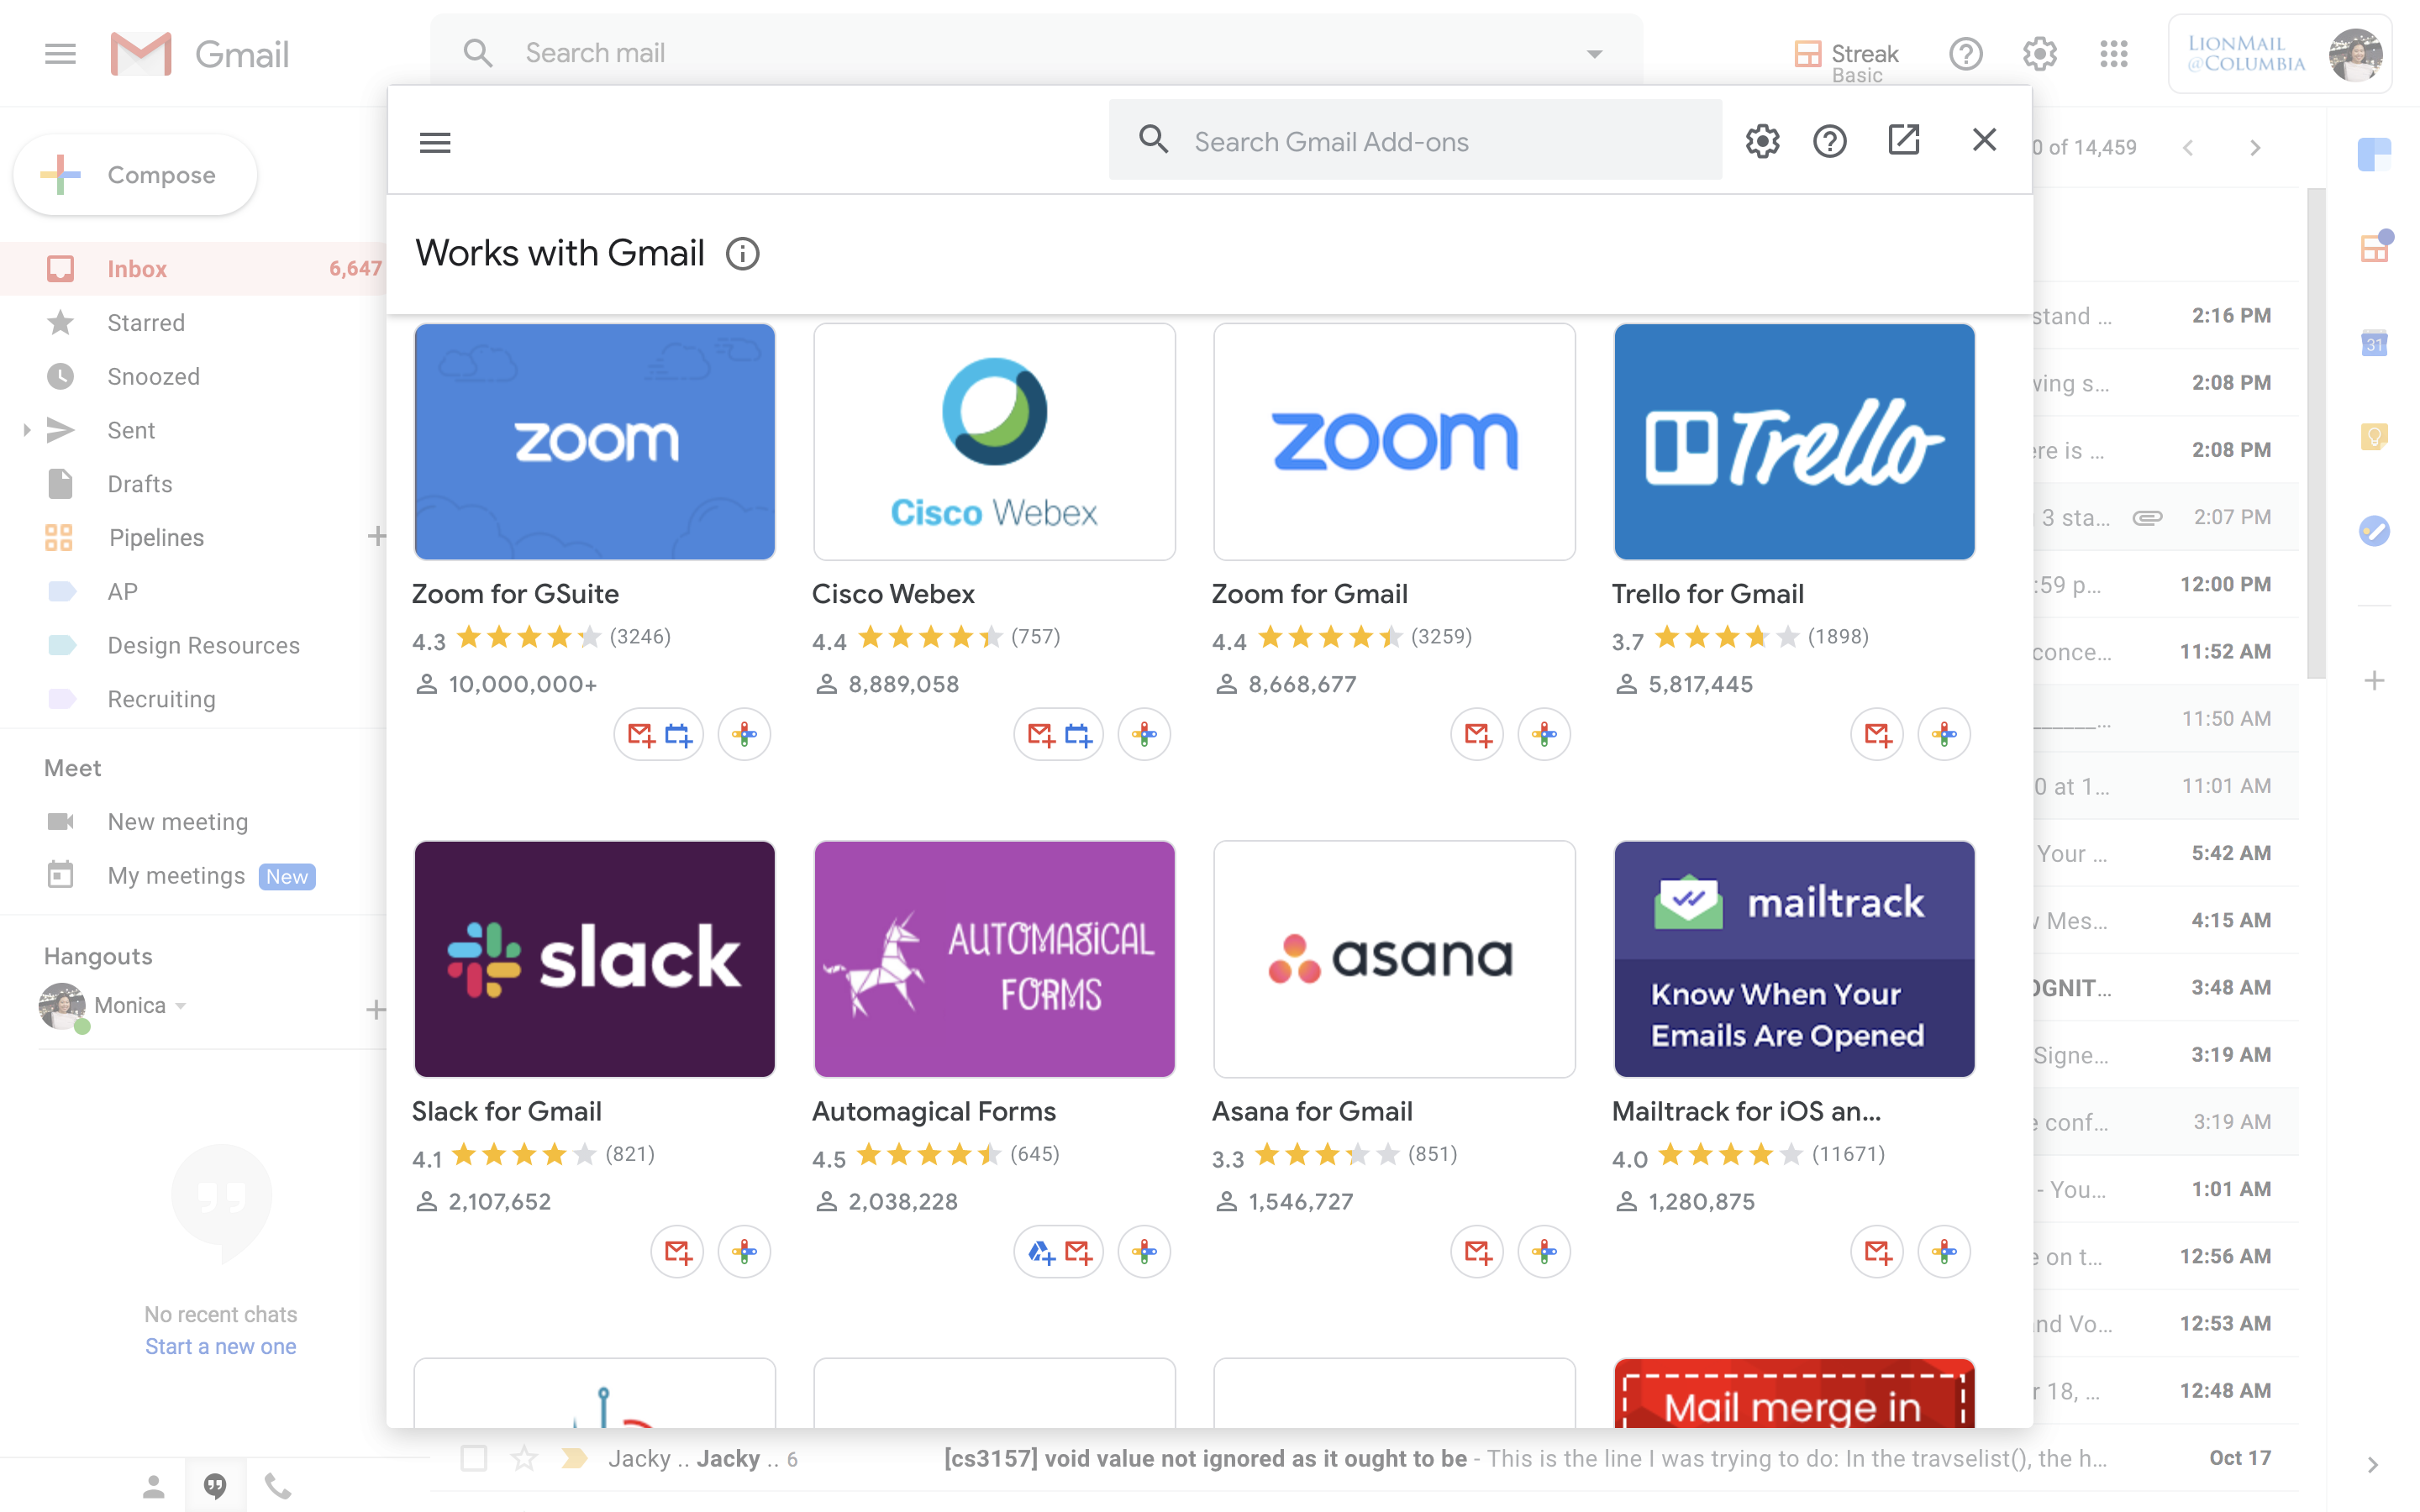 Gmail
Search mail
Streak
Basic
LIONMAIL
@COLUMBIA
Compose
Inbox 6,647
Starred
Snoozed
Sent
Drafts
Pipelines
AP
Design Resources
Recruiting
Meet
New meeting
My meetings New
Hangouts
Monica
No recent chats
Start a new one
Search Gmail Add-ons
Works with Gmail
zoom
Cisco Webex
zoom
Trello
Zoom for GSuite
4.3 (3246)
10,000,000+
Cisco Webex
4.4 (757)
8,889,058
Zoom for Gmail
4.4 (3259)
8,668,677
Trello for Gmail
3.7 (1898)
5,817,445
slack
AUTOMAGICAL
FORMS
asana
mailtrack
Know When Your
Emails Are Opened
Slack for Gmail
4.1 (821)
2,107,652
Automagical Forms
4.5 (645)
2,038,228
Asana for Gmail
3.3 (851)
1,546,727
Mailtrack for iOS an...
4.0 (11671)
1,280,875
Mail merge in
0 of 14,459
stand ... 2:16 PM
ving s... 2:08 PM
ere is ... 2:08 PM
3 sta... 2:07 PM
:59 p... 12:00 PM
conce... 11:52 AM
______... 11:50 AM
0 at 1... 11:01 AM
Your ... 5:42 AM
Mes... 4:15 AM
OGNIT... 3:48 AM
Signe... 3:19 AM
conf... 3:19 AM
- You... 1:01 AM
e on t... 12:56 AM
nd Vo... 12:53 AM
r 18, ... 12:48 AM
31
Jacky .. Jacky .. 6 [cs3157] void value not ignored as it ought to be - This is the line I was trying to do: In the travselist(), the h... Oct 17